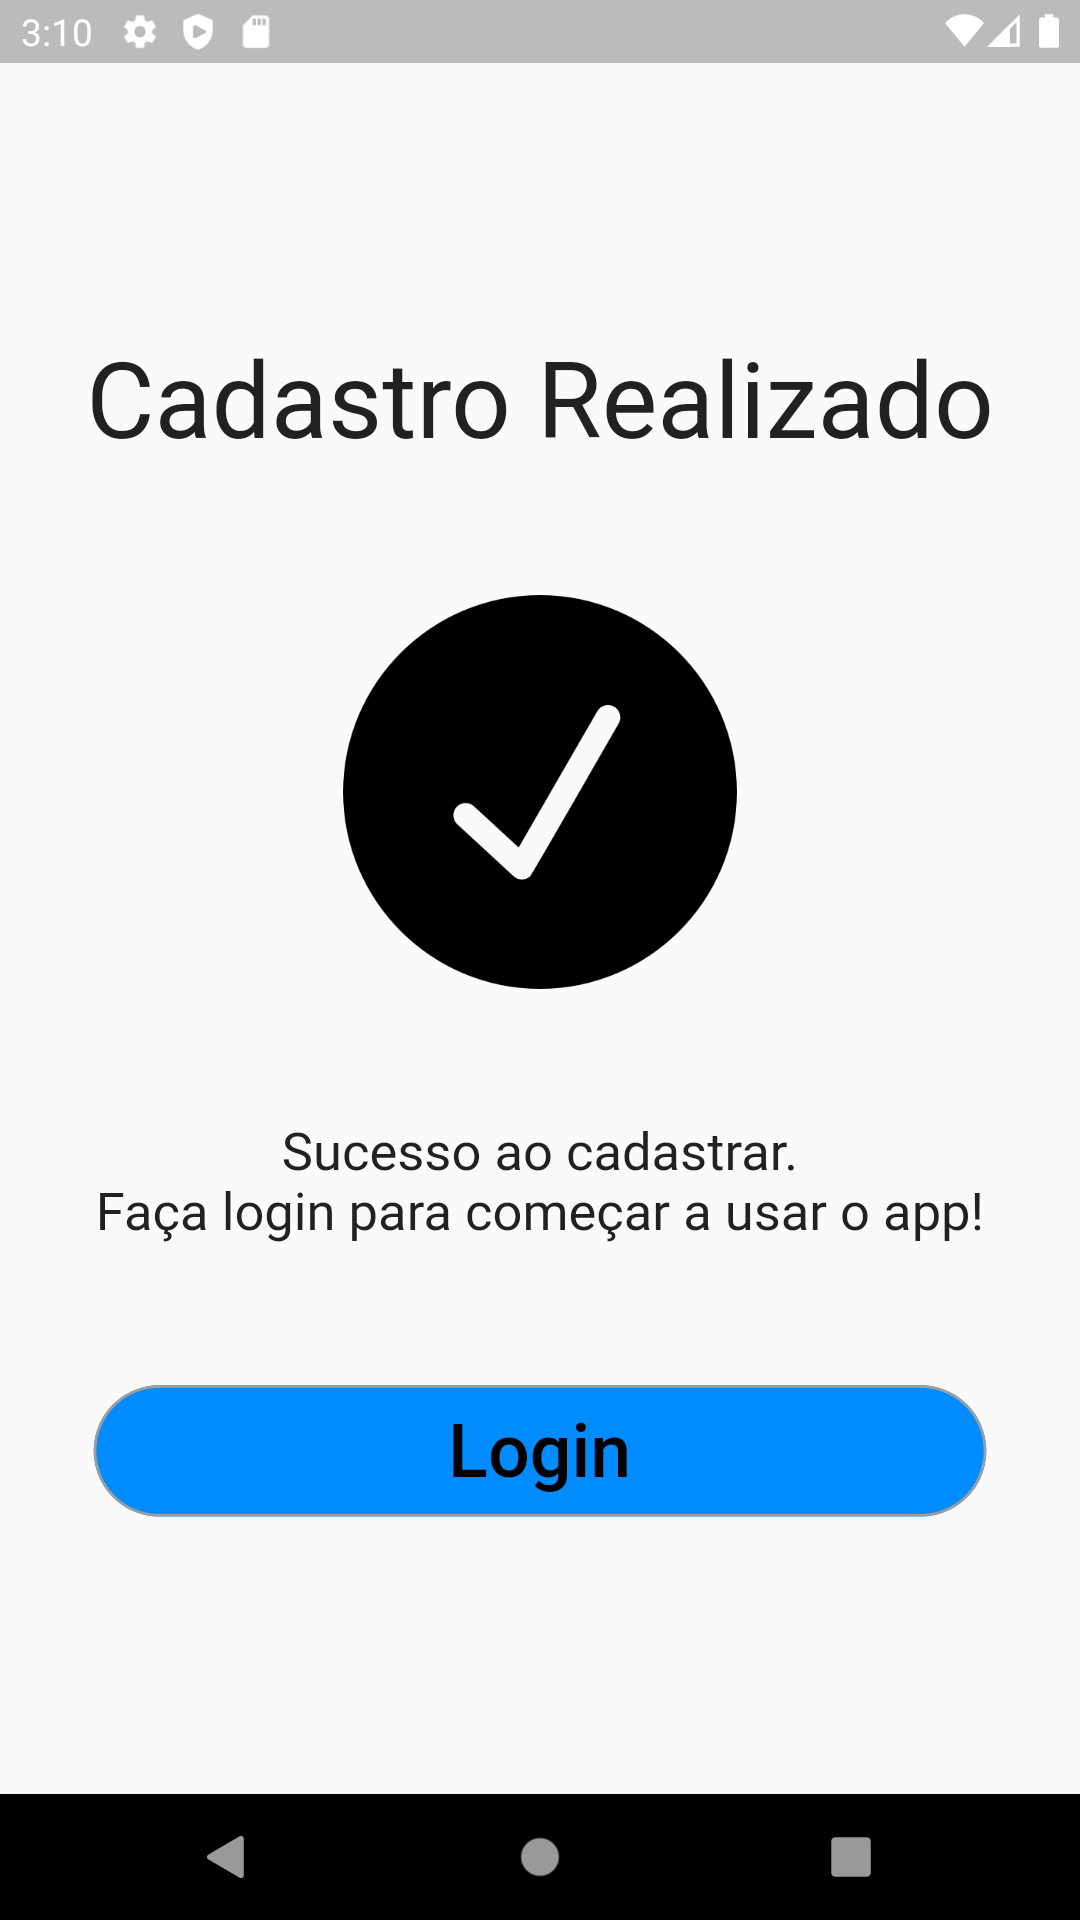 3:10
Cadastro Realizado
Sucesso ao cadastrar.
Faça login para começar a usar o app!
Login